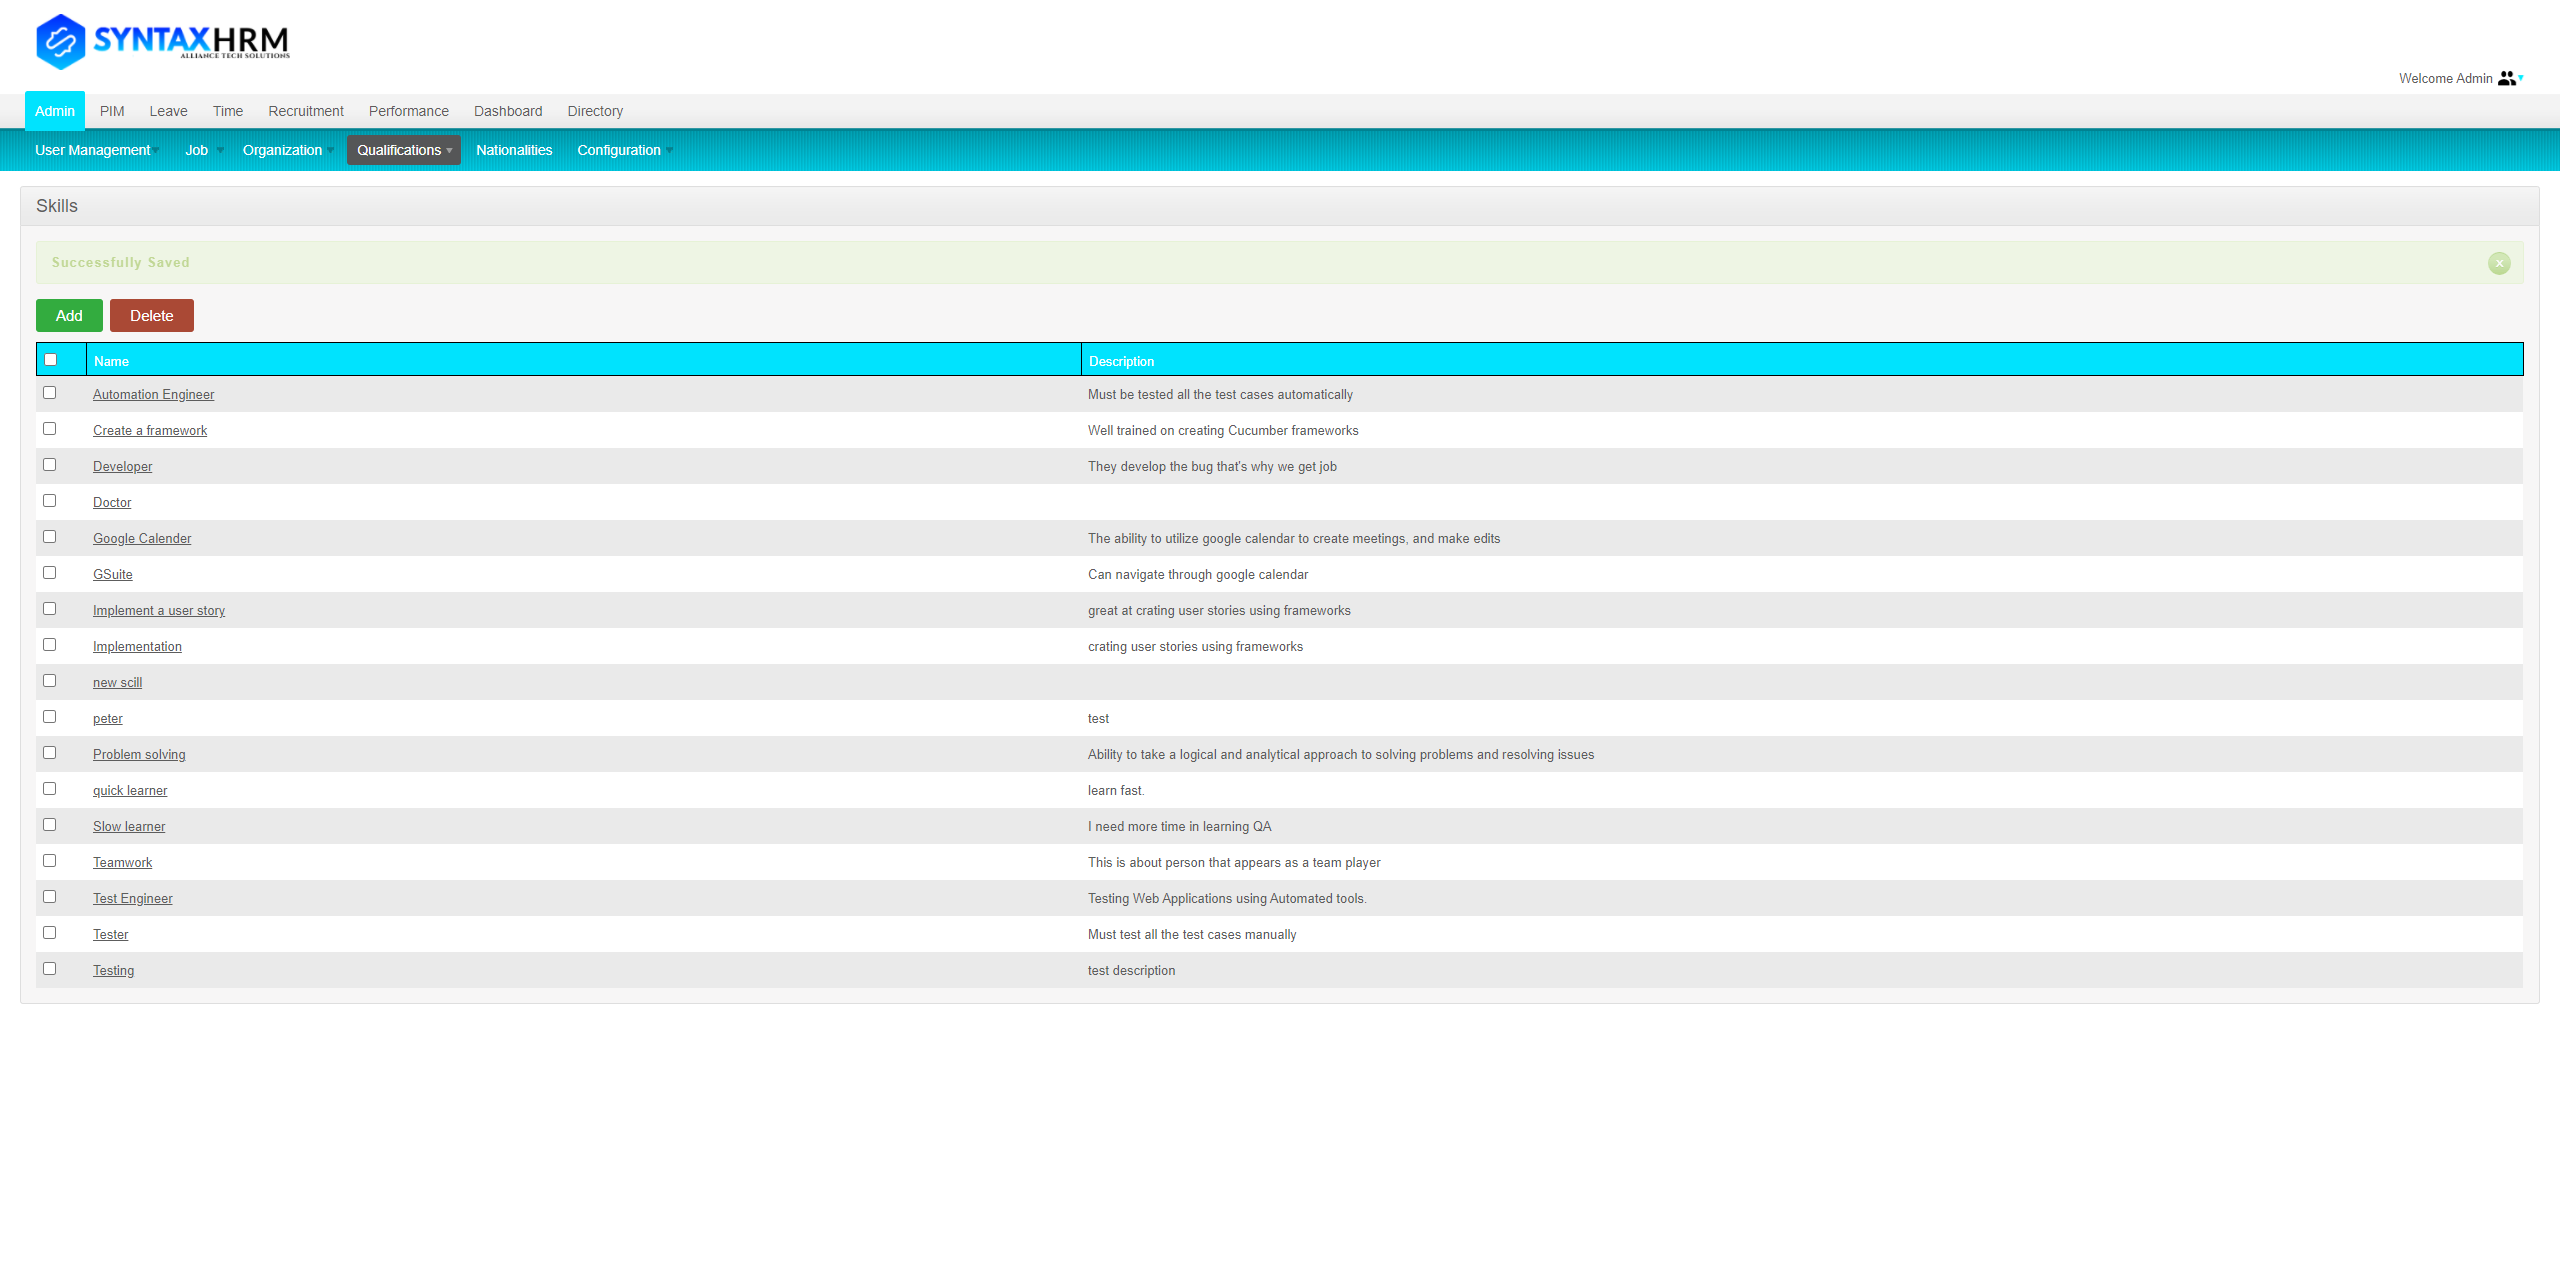 SYNTAXHRM
ALLIANCE TECH SOLUTIONS
Welcome Admin
Admin PIM Leave Time Recruitment Performance Dashboard Directory
User Management Job Organization Qualifications Nationalities Configuration
Skills
Successfully Saved
Add Delete
Name Description
Automation Engineer Must be tested all the test cases automatically
Create a framework Well trained on creating Cucumber frameworks
Developer They develop the bug that's why we get job
Doctor
Google Calender The ability to utilize google calendar to create meetings, and make edits
GSuite Can navigate through google calendar
Implement a user story great at crating user stories using frameworks
Implementation crating user stories using frameworks
new scill
peter test
Problem solving Ability to take a logical and analytical approach to solving problems and resolving issues
quick learner learn fast.
Slow learner I need more time in learning QA
Teamwork This is about person that appears as a team player
Test Engineer Testing Web Applications using Automated tools.
Tester Must test all the test cases manually
Testing test description